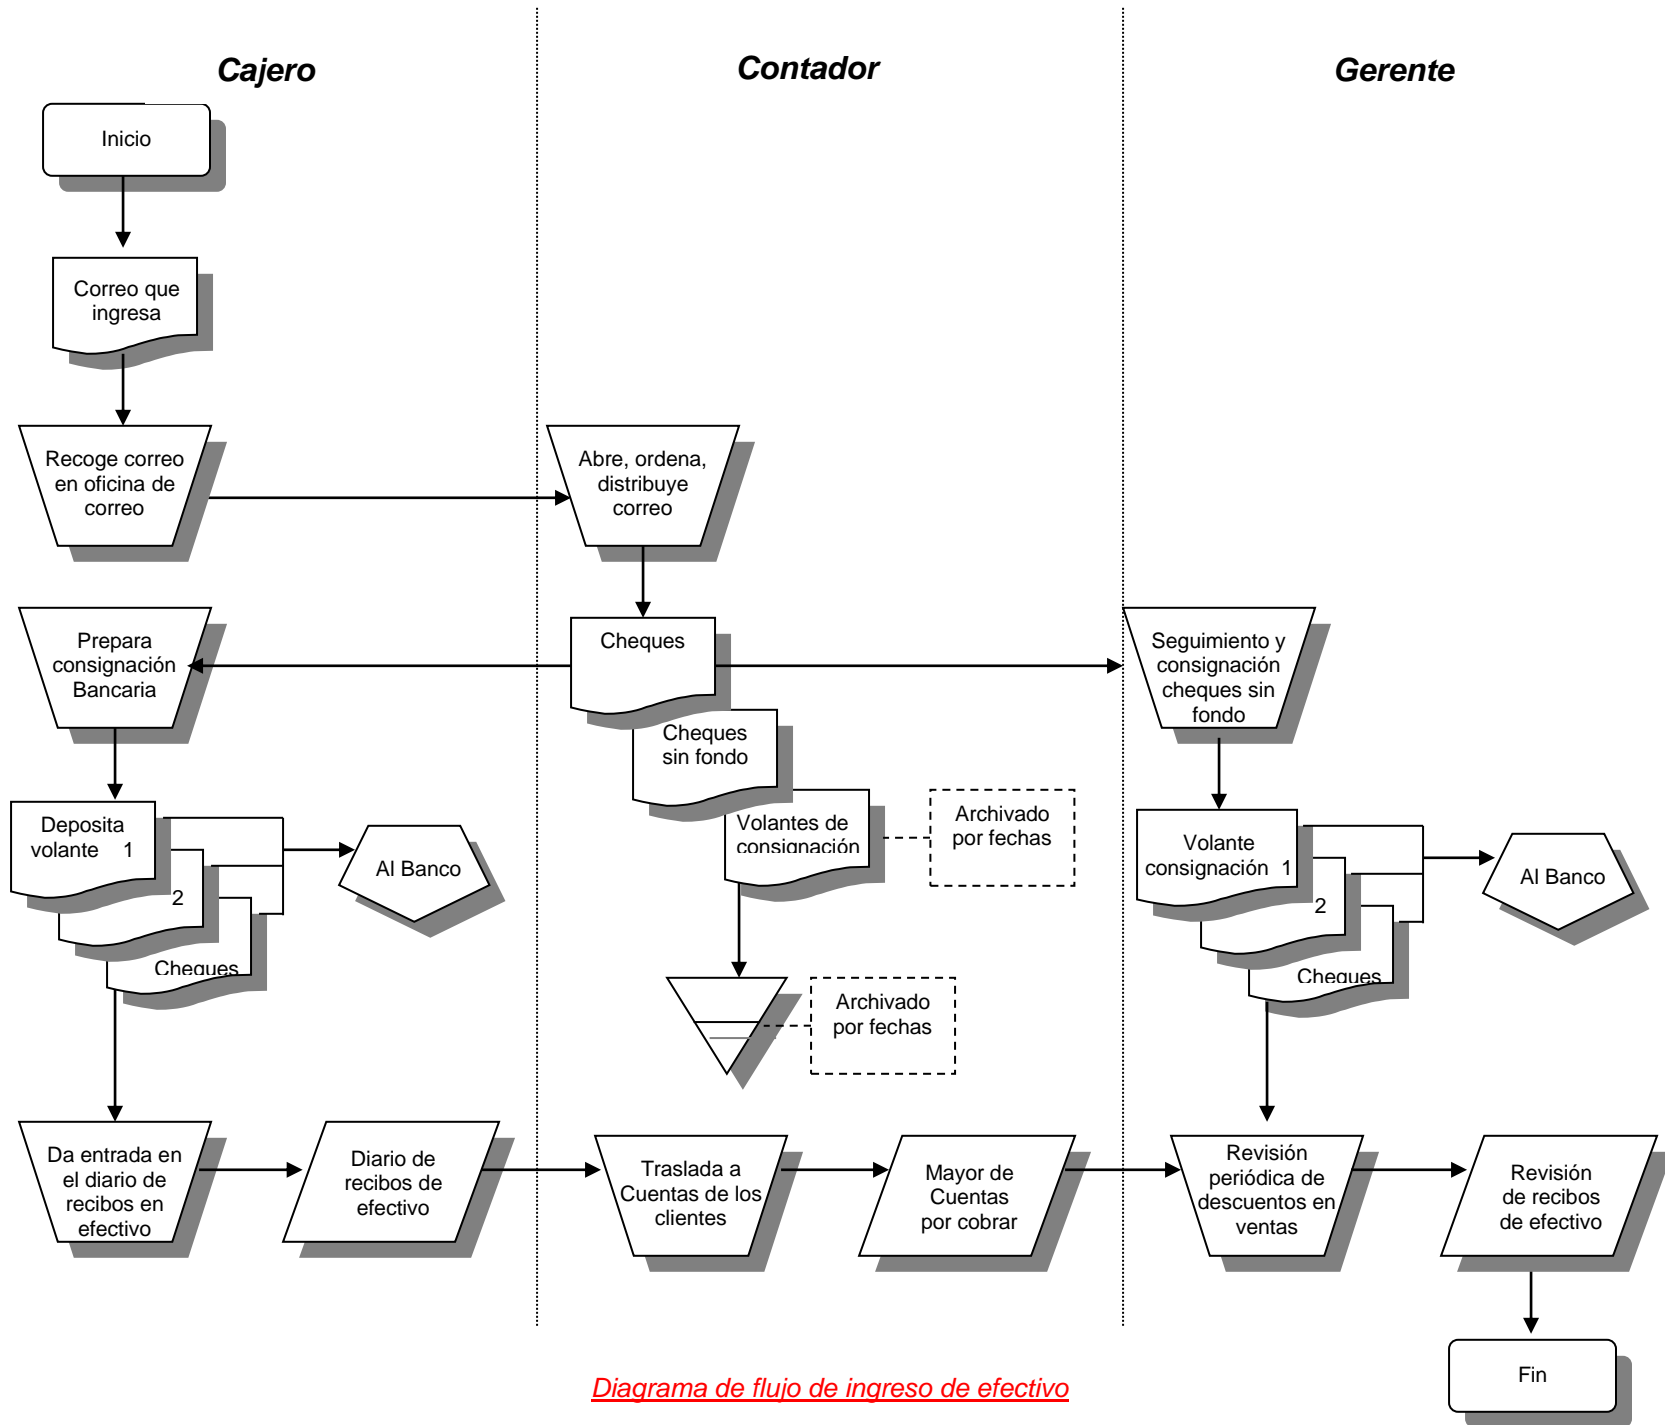 Cajero
Contador
Gerente
Inicio
Correo que
ingresa
Recoge correo
en oficina de
correo
Abre, ordena,
distribuye
correo
Prepara
consignación
Bancaria
Cheques
Seguimiento y
consignación
cheques sin
fondo
Cheques
sin fondo
Volantes de
consignación
Archivado
por fechas
Deposita
volante 1
2
Cheques
Al Banco
Volante
consignación 1
2
Cheques
Al Banco
Archivado
por fechas
Da entrada en
el diario de
recibos en
efectivo
Diario de
recibos de
efectivo
Traslada a
Cuentas de los
clientes
Mayor de
Cuentas
por cobrar
Revisión
periódica de
descuentos en
ventas
Revisión
de recibos
de efectivo
Fin
Diagrama de flujo de ingreso de efectivo